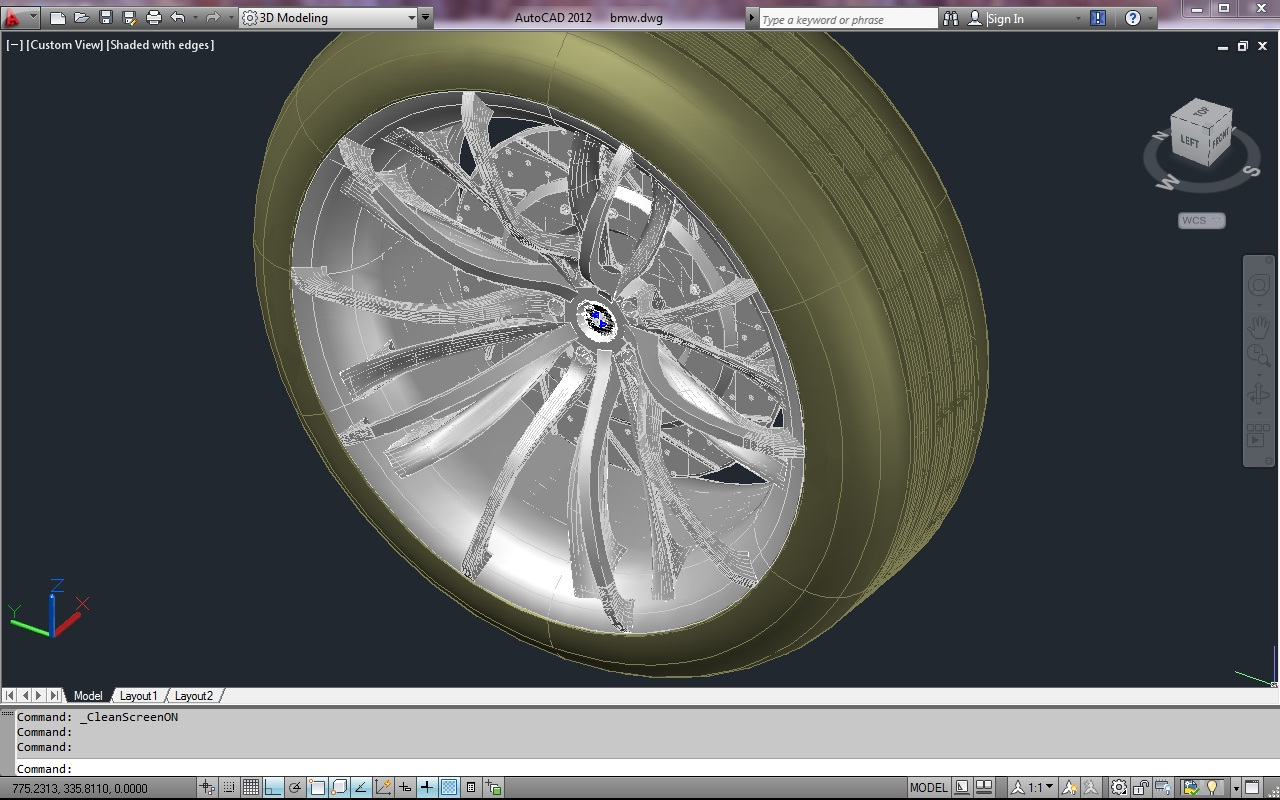 3D Modeling
AutoCAD 2012 bmw.dwg
Type a keyword or phrase
Sign In
[−] [Custom View] [Shaded with edges]
TOP
LEFT
FRONT
N
W
S
WCS
Z
Y
X
Model
Layout1
Layout2
Command: _CleanScreenON
Command:
Command:
Command:
775.2313, 335.8110, 0.0000
MODEL
1:1